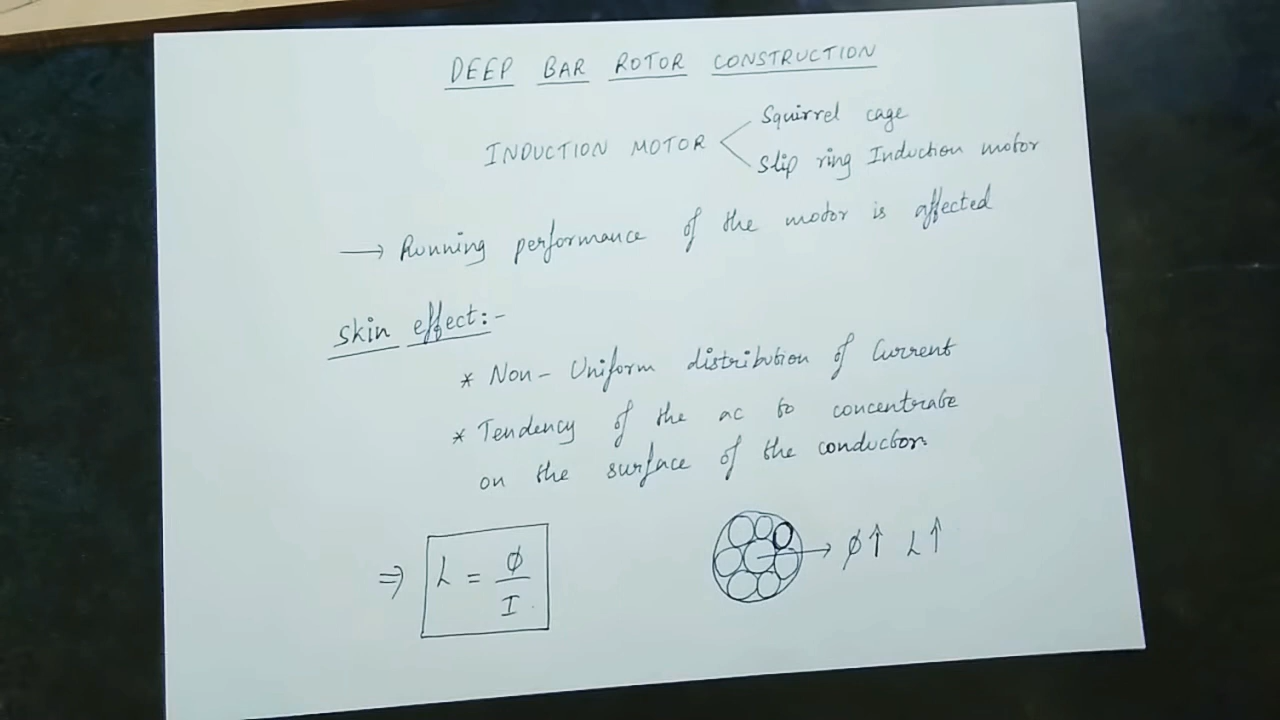 DEEP BAR ROTOR CONSTRUCTION
INDUCTION MOTOR
Squirrel cage
Slip ring Induction motor
→ Running performance of the motor is affected
Skin effect:-
* Non-Uniform distribution of Current
* Tendency of the ac to concentrate
on the surface of the conductor.
⇒ L = ϕ/I
→ ϕ↑ L↑